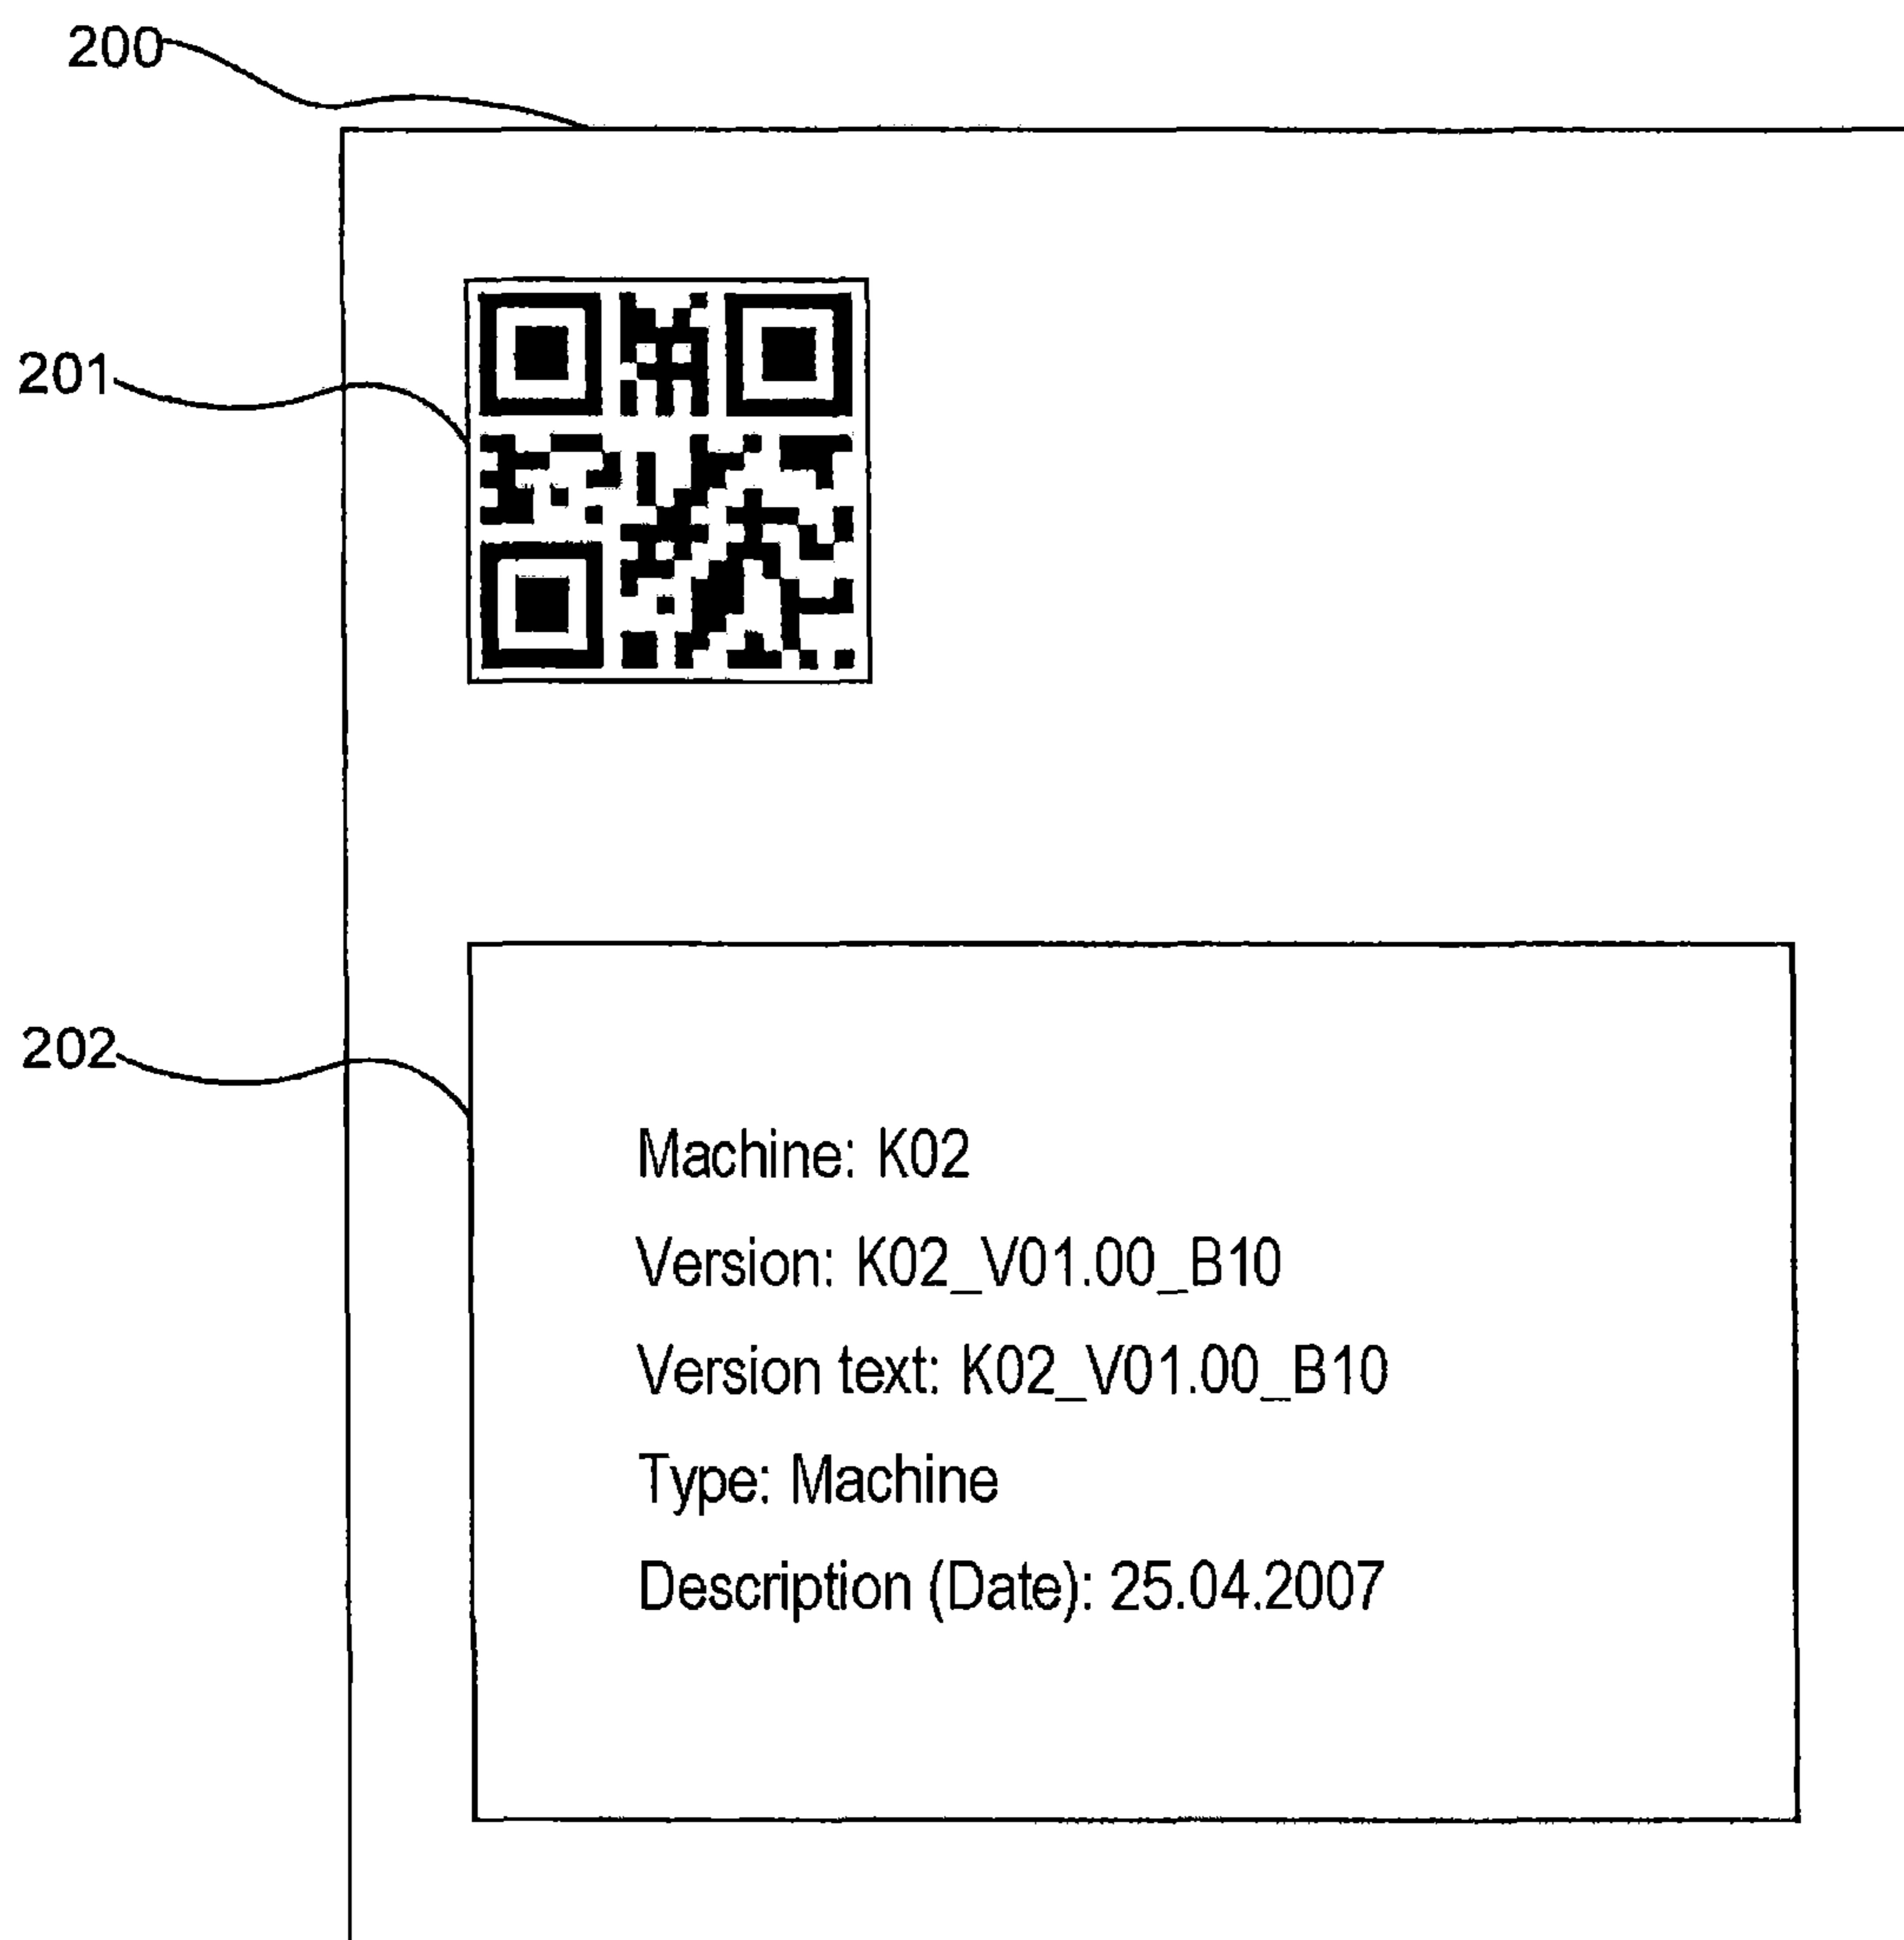 200
201
202
Machine: K02
Version: K02_V01.00_B10
Version text: K02_V01.00_B10
Type: Machine
Description (Date): 25.04.2007